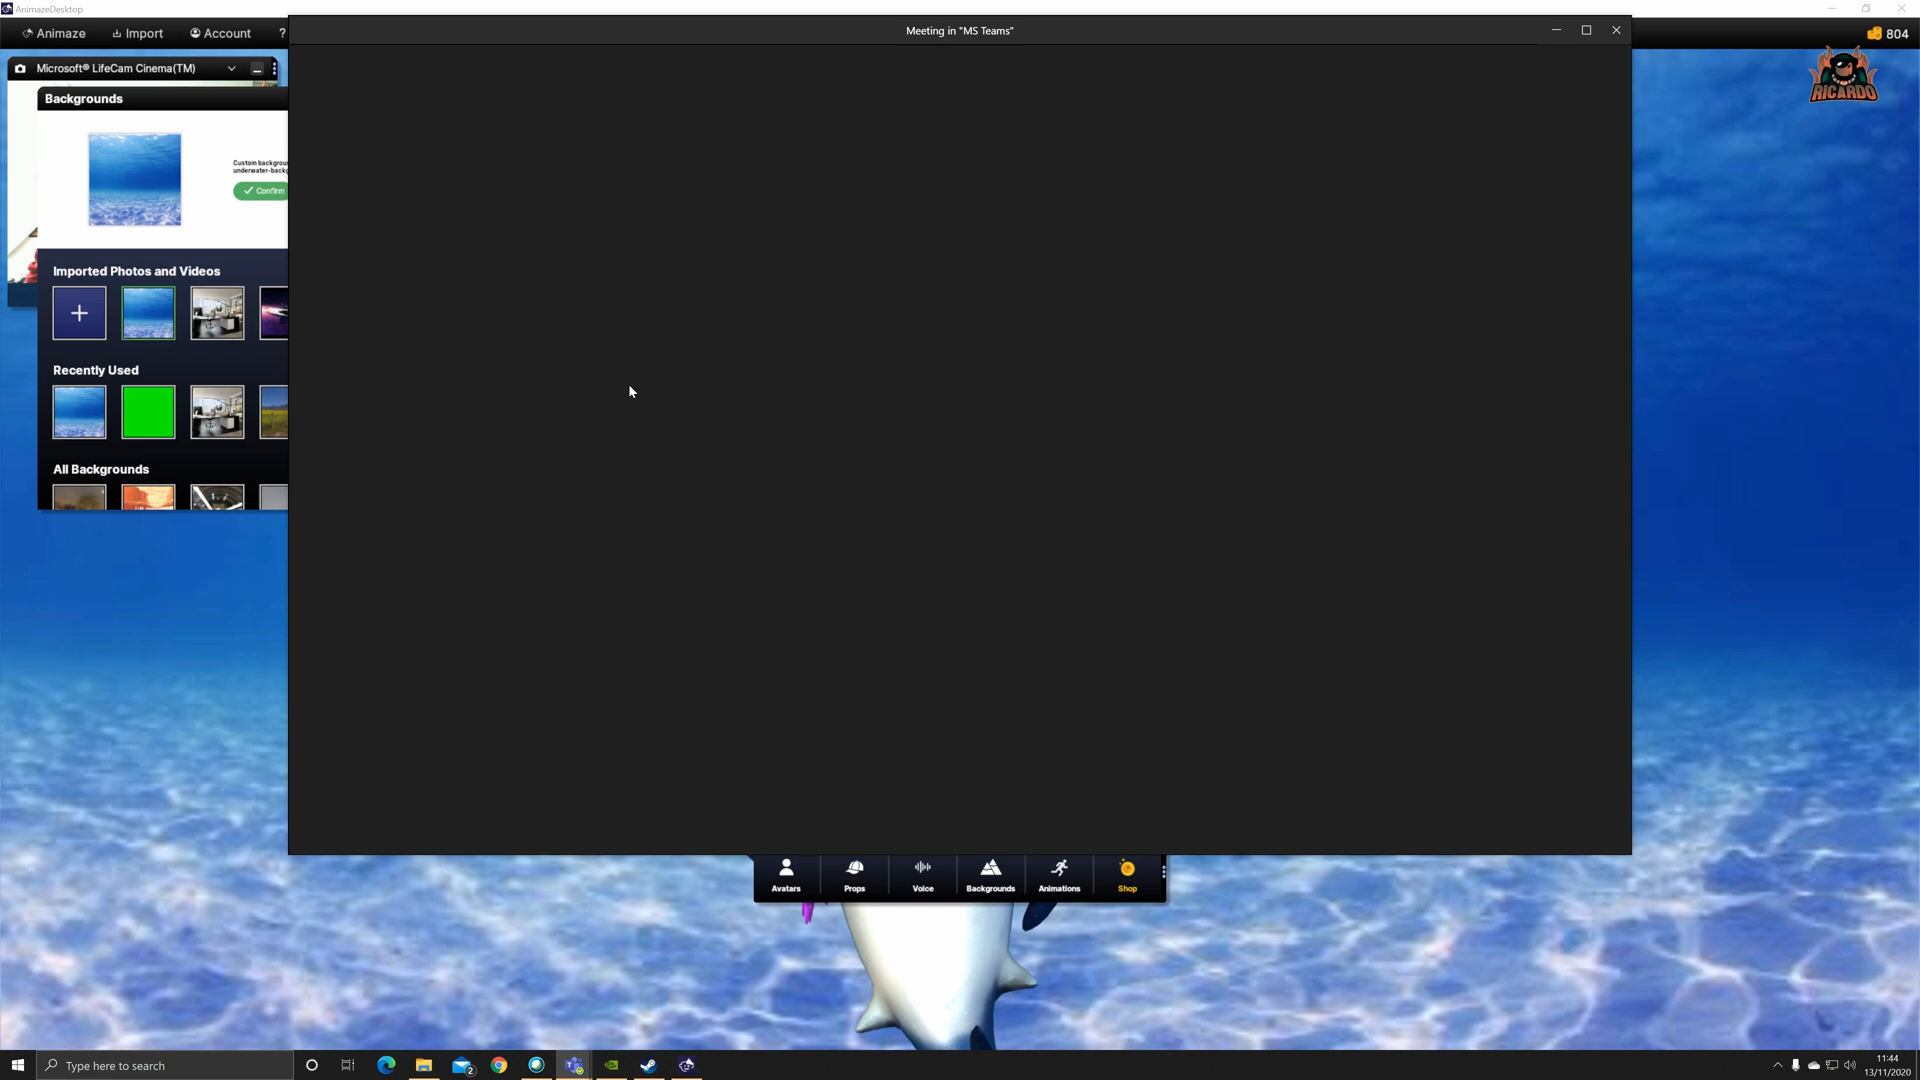 AnimazeDesktop
Animaze
Import
Account
?
Meeting in "MS Teams"
804
Microsoft® LifeCam Cinema(TM)
RICARDO
Backgrounds
Custom backgroun
underwater-backg
Confirm
Imported Photos and Videos
Recently Used
All Backgrounds
Avatars
Props
Voice
Backgrounds
Animations
Shop
Type here to search
2
11:44
13/11/2020